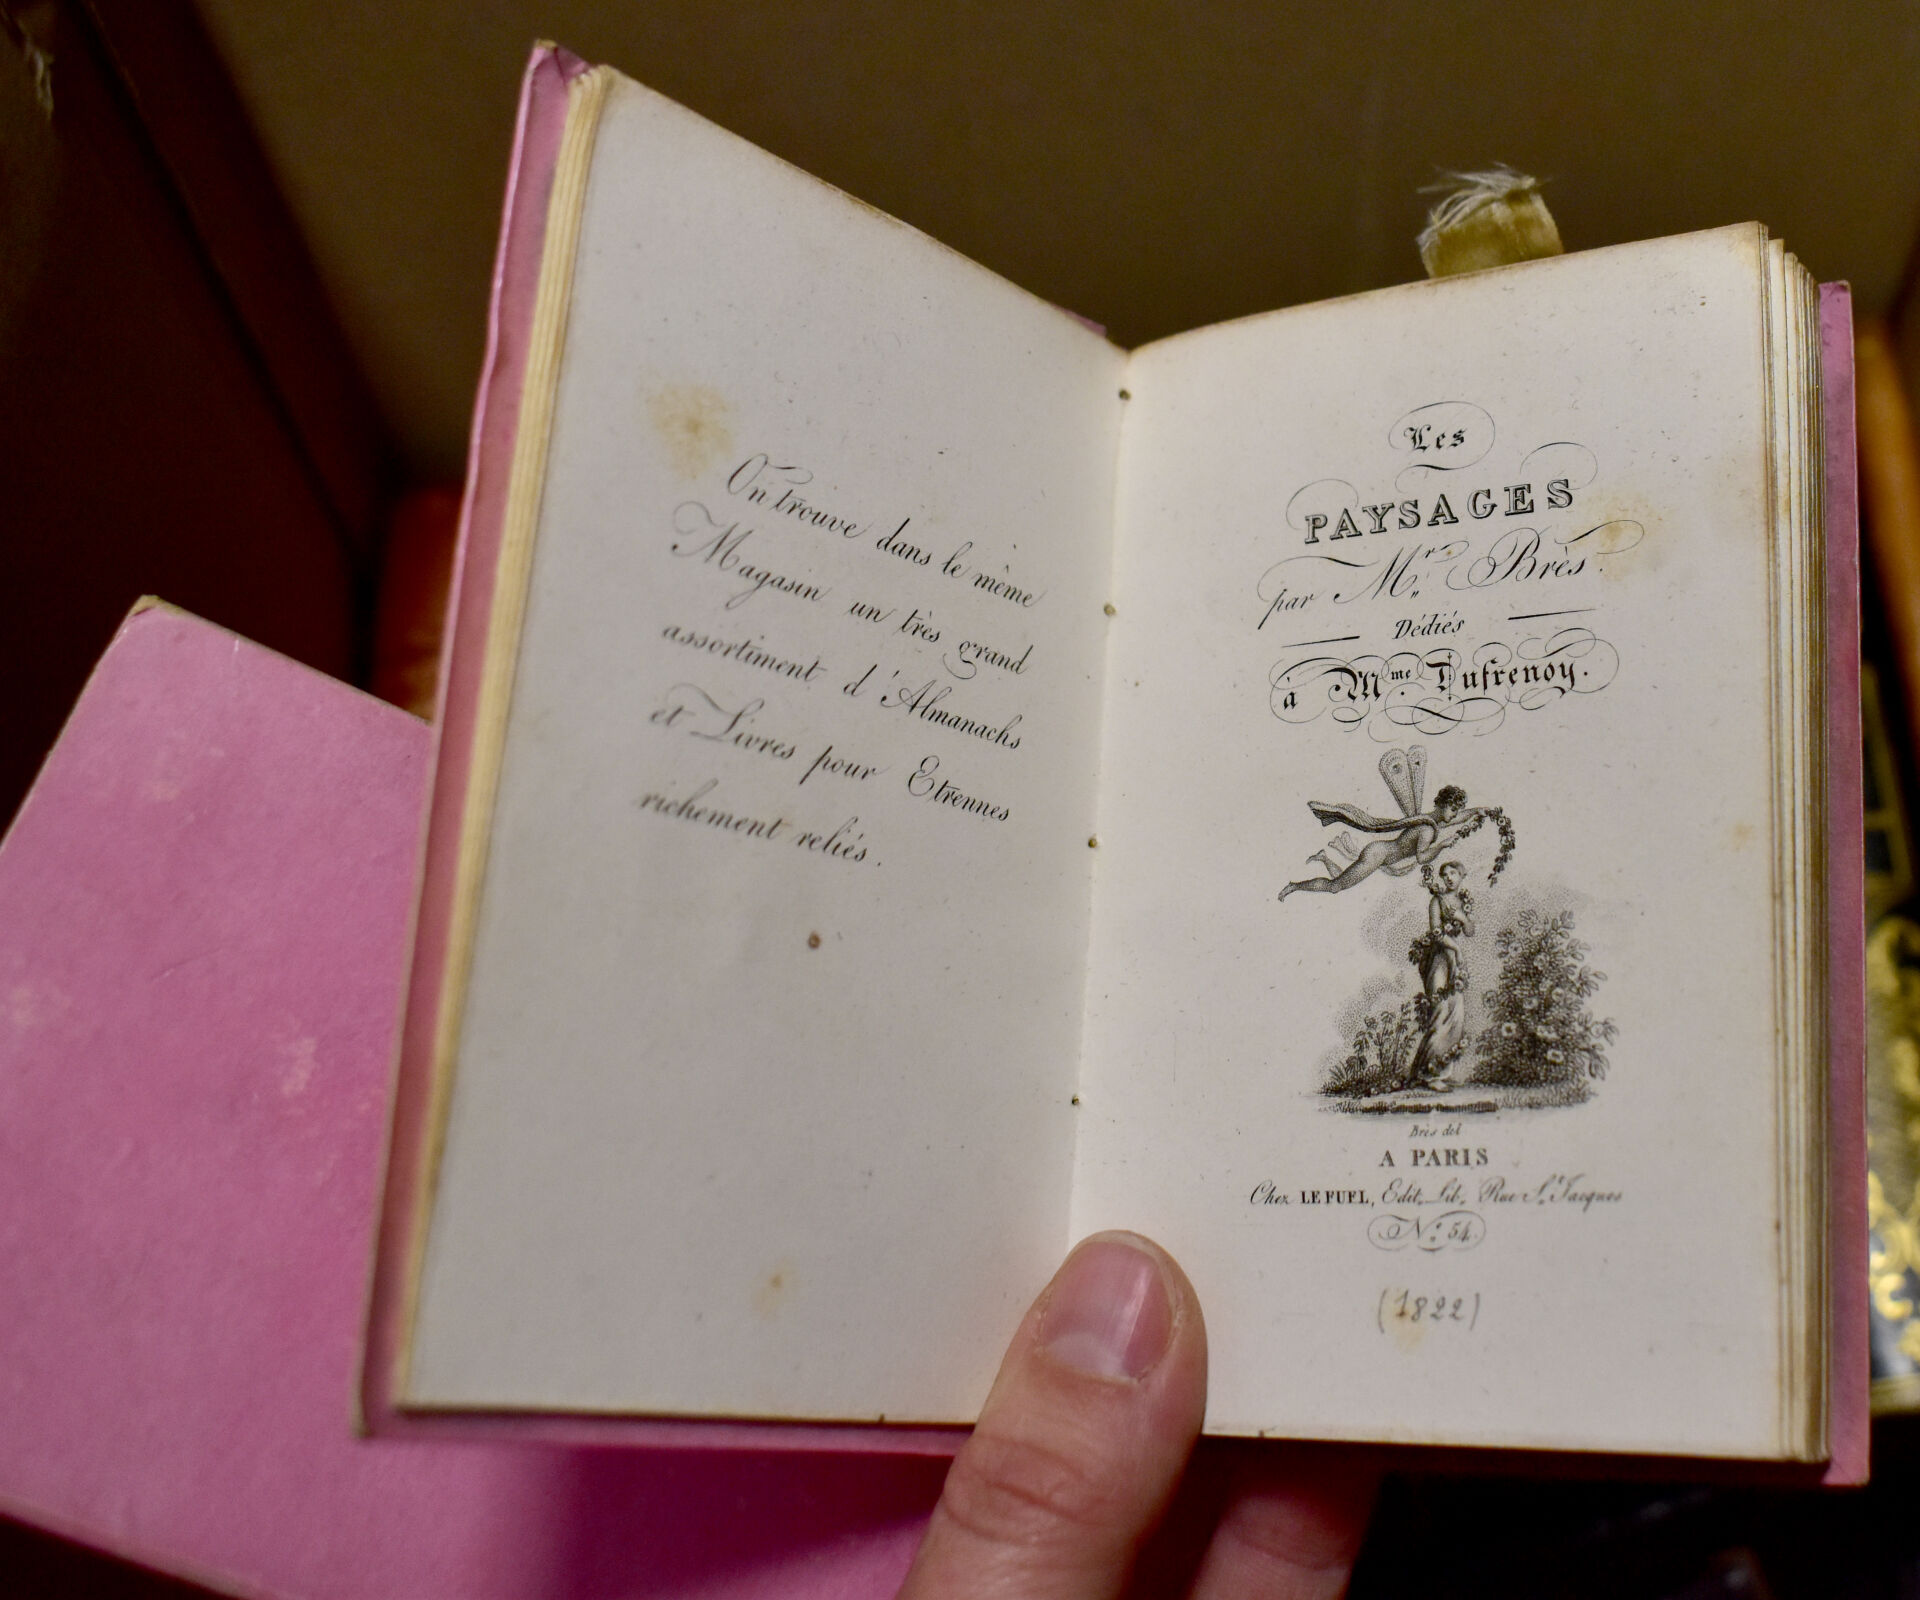 On trouve dans le même
Magasin un très grand
assortiment d'Almanachs
et Livres pour Etrennes
richement reliés.
Les
PAYSAGES
par Mr. Brès.
Dédiés
à Mme. Dufrenoy.
Brès del
A PARIS
Chez LE FUEL, Edit. Lib. Rue St. Jacques
No. 54.
(1822)